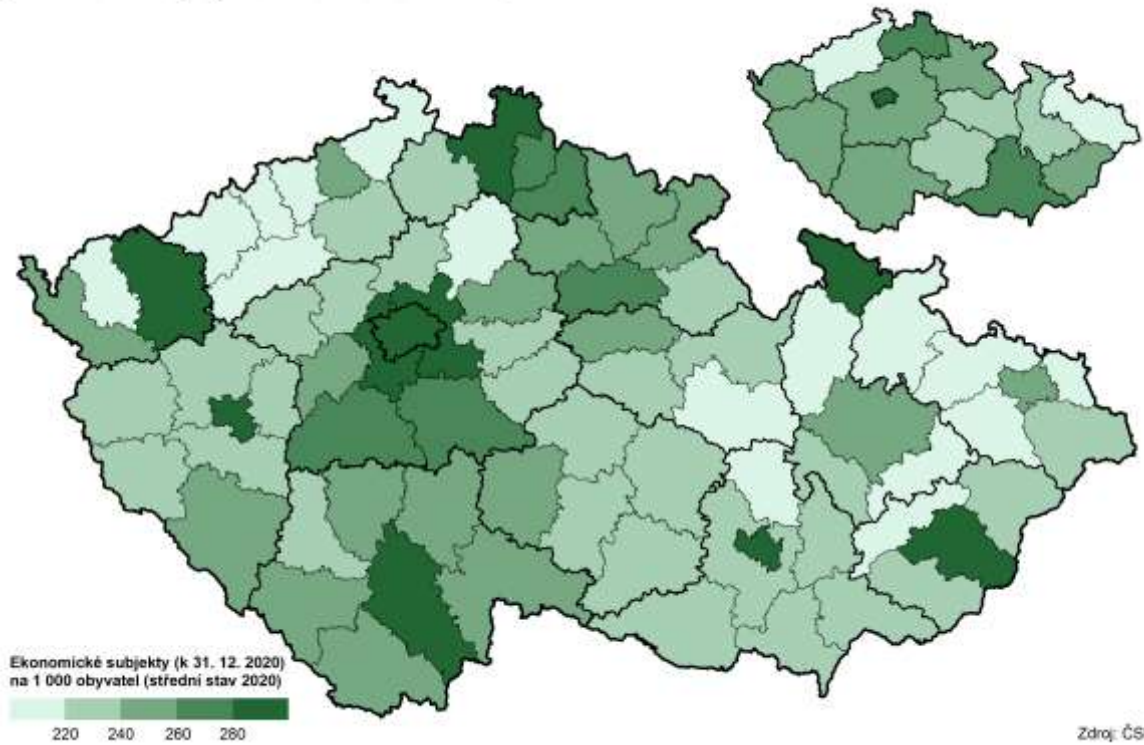 Ekonomické subjekty (k 31. 12. 2020)
na 1 000 obyvatel (střední stav 2020)
220 240 260 280
Zdroj: ČS